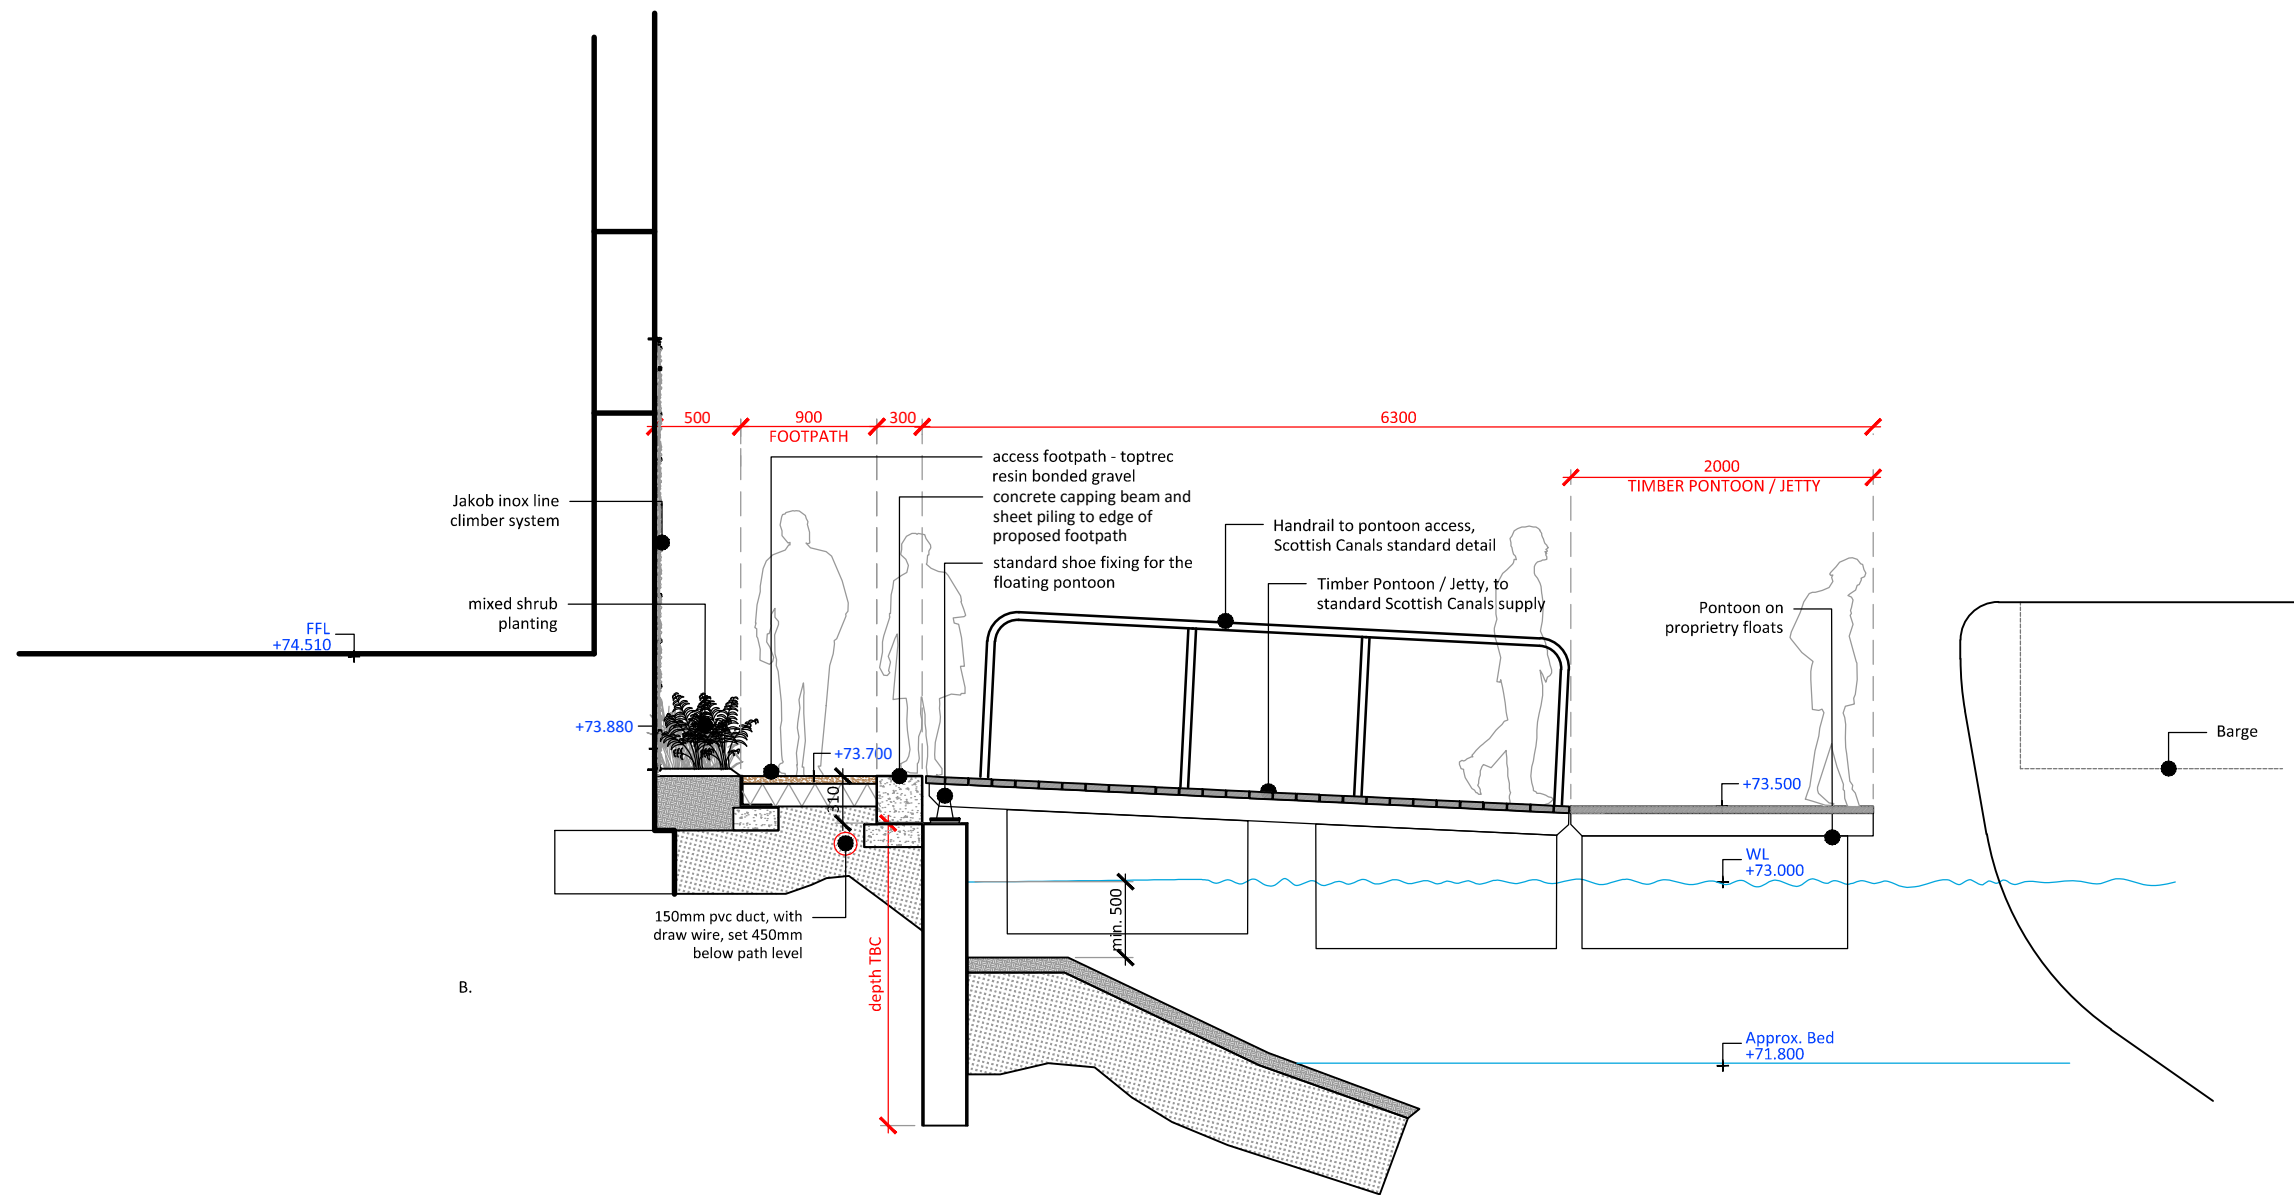 500
900
FOOTPATH
300
6300
2000
TIMBER PONTOON / JETTY
access footpath - toptrec
resin bonded gravel
concrete capping beam and
sheet piling to edge of
proposed footpath
standard shoe fixing for the
floating pontoon
Jakob inox line
climber system
Handrail to pontoon access,
Scottish Canals standard detail
Timber Pontoon / Jetty, to
standard Scottish Canals supply
mixed shrub
planting
Pontoon on
proprietry floats
FFL
+74.510
+73.880
+73.700
Barge
310
+73.500
WL
+73.000
min. 500
150mm pvc duct, with
draw wire, set 450mm
below path level
depth TBC
B.
Approx. Bed
+71.800